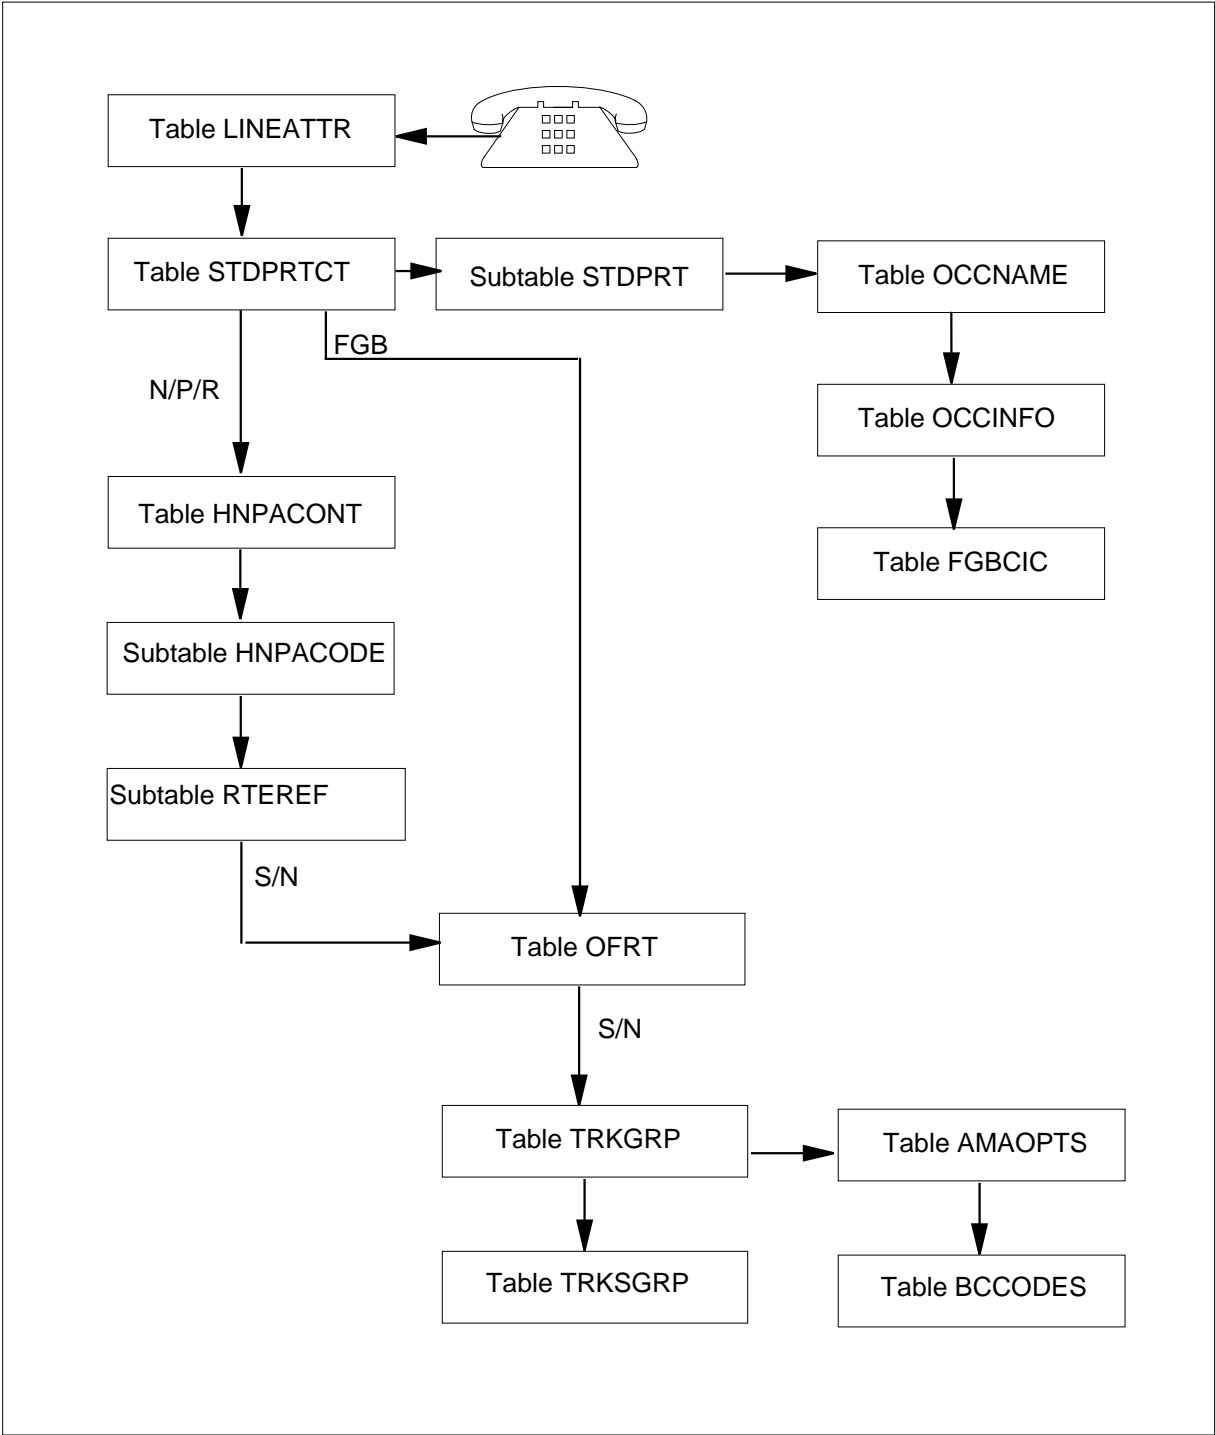 Table LINEATTR
Table STDPRTCT
Subtable STDPRT
Table OCCNAME
FGB
N/P/R
Table OCCINFO
Table HNPACONT
Table FGBCIC
Subtable HNPACODE
Subtable RTEREF
S/N
Table OFRT
S/N
Table TRKGRP
Table AMAOPTS
Table TRKSGRP
Table BCCODES